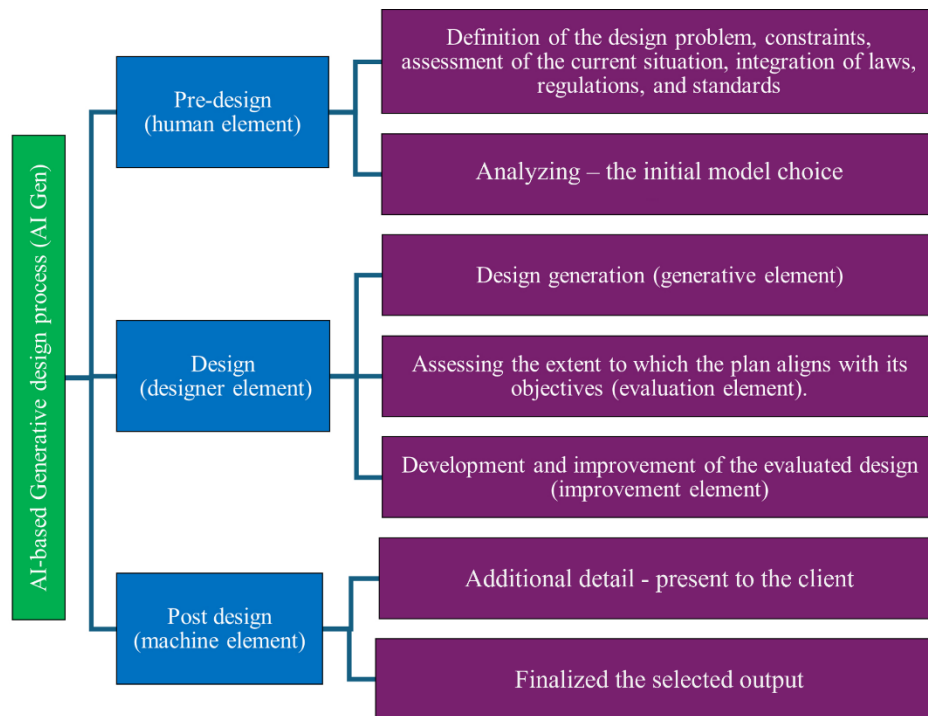 AI-based Generative design process (AI Gen)
Pre-design
(human element)
Definition of the design problem, constraints,
assessment of the current situation, integration of laws,
regulations, and standards
Analyzing – the initial model choice
Design
(designer element)
Design generation (generative element)
Assessing the extent to which the plan aligns with its
objectives (evaluation element).
Development and improvement of the evaluated design
(improvement element)
Post design
(machine element)
Additional detail - present to the client
Finalized the selected output